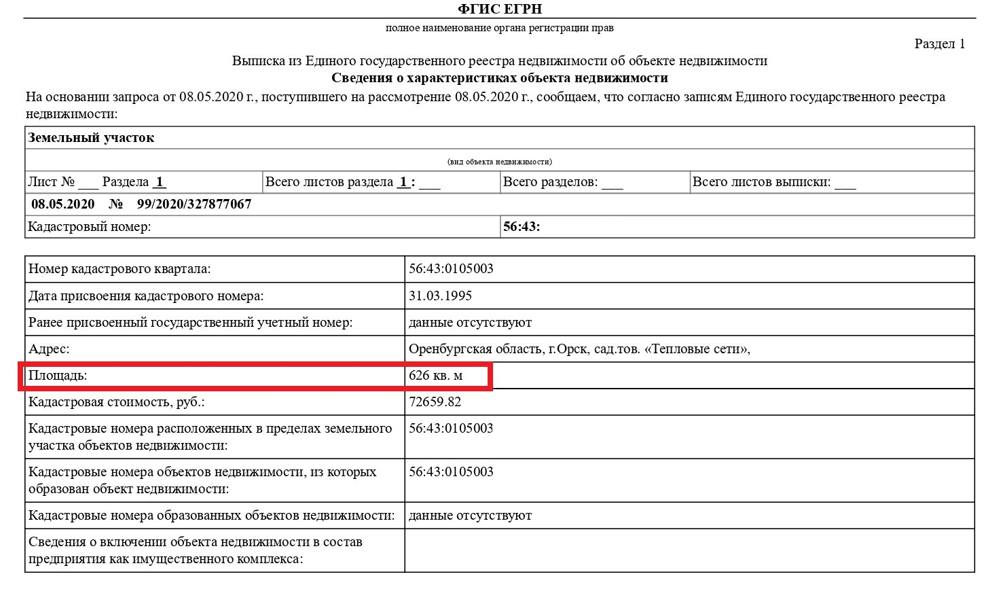 ФГИС ЕГРН
полное наименование органа регистрации прав
Раздел 1
Выписка из Единого государственного реестра недвижимости об объекте недвижимости
Сведения о характеристиках объекта недвижимости
На основании запроса от 08.05.2020 г., поступившего на рассмотрение 08.05.2020 г., сообщаем, что согласно записям Единого государственного реестра
недвижимости:
Земельный участок
(вид объекта недвижимости)
Лист № ___ Раздела 1 Всего листов раздела 1 : ___ Всего разделов: ___ Всего листов выписки: ___
08.05.2020 № 99/2020/327877067
Кадастровый номер: 56:43:
Номер кадастрового квартала: 56:43:0105003
Дата присвоения кадастрового номера: 31.03.1995
Ранее присвоенный государственный учетный номер: данные отсутствуют
Адрес: Оренбургская область, г.Орск, сад.тов. «Тепловые сети»,
Площадь: 626 кв. м
Кадастровая стоимость, руб.: 72659.82
Кадастровые номера расположенных в пределах земельного 56:43:0105003
участка объектов недвижимости:
Кадастровые номера объектов недвижимости, из которых 56:43:0105003
образован объект недвижимости:
Кадастровые номера образованных объектов недвижимости: данные отсутствуют
Сведения о включении объекта недвижимости в состав
предприятия как имущественного комплекса: